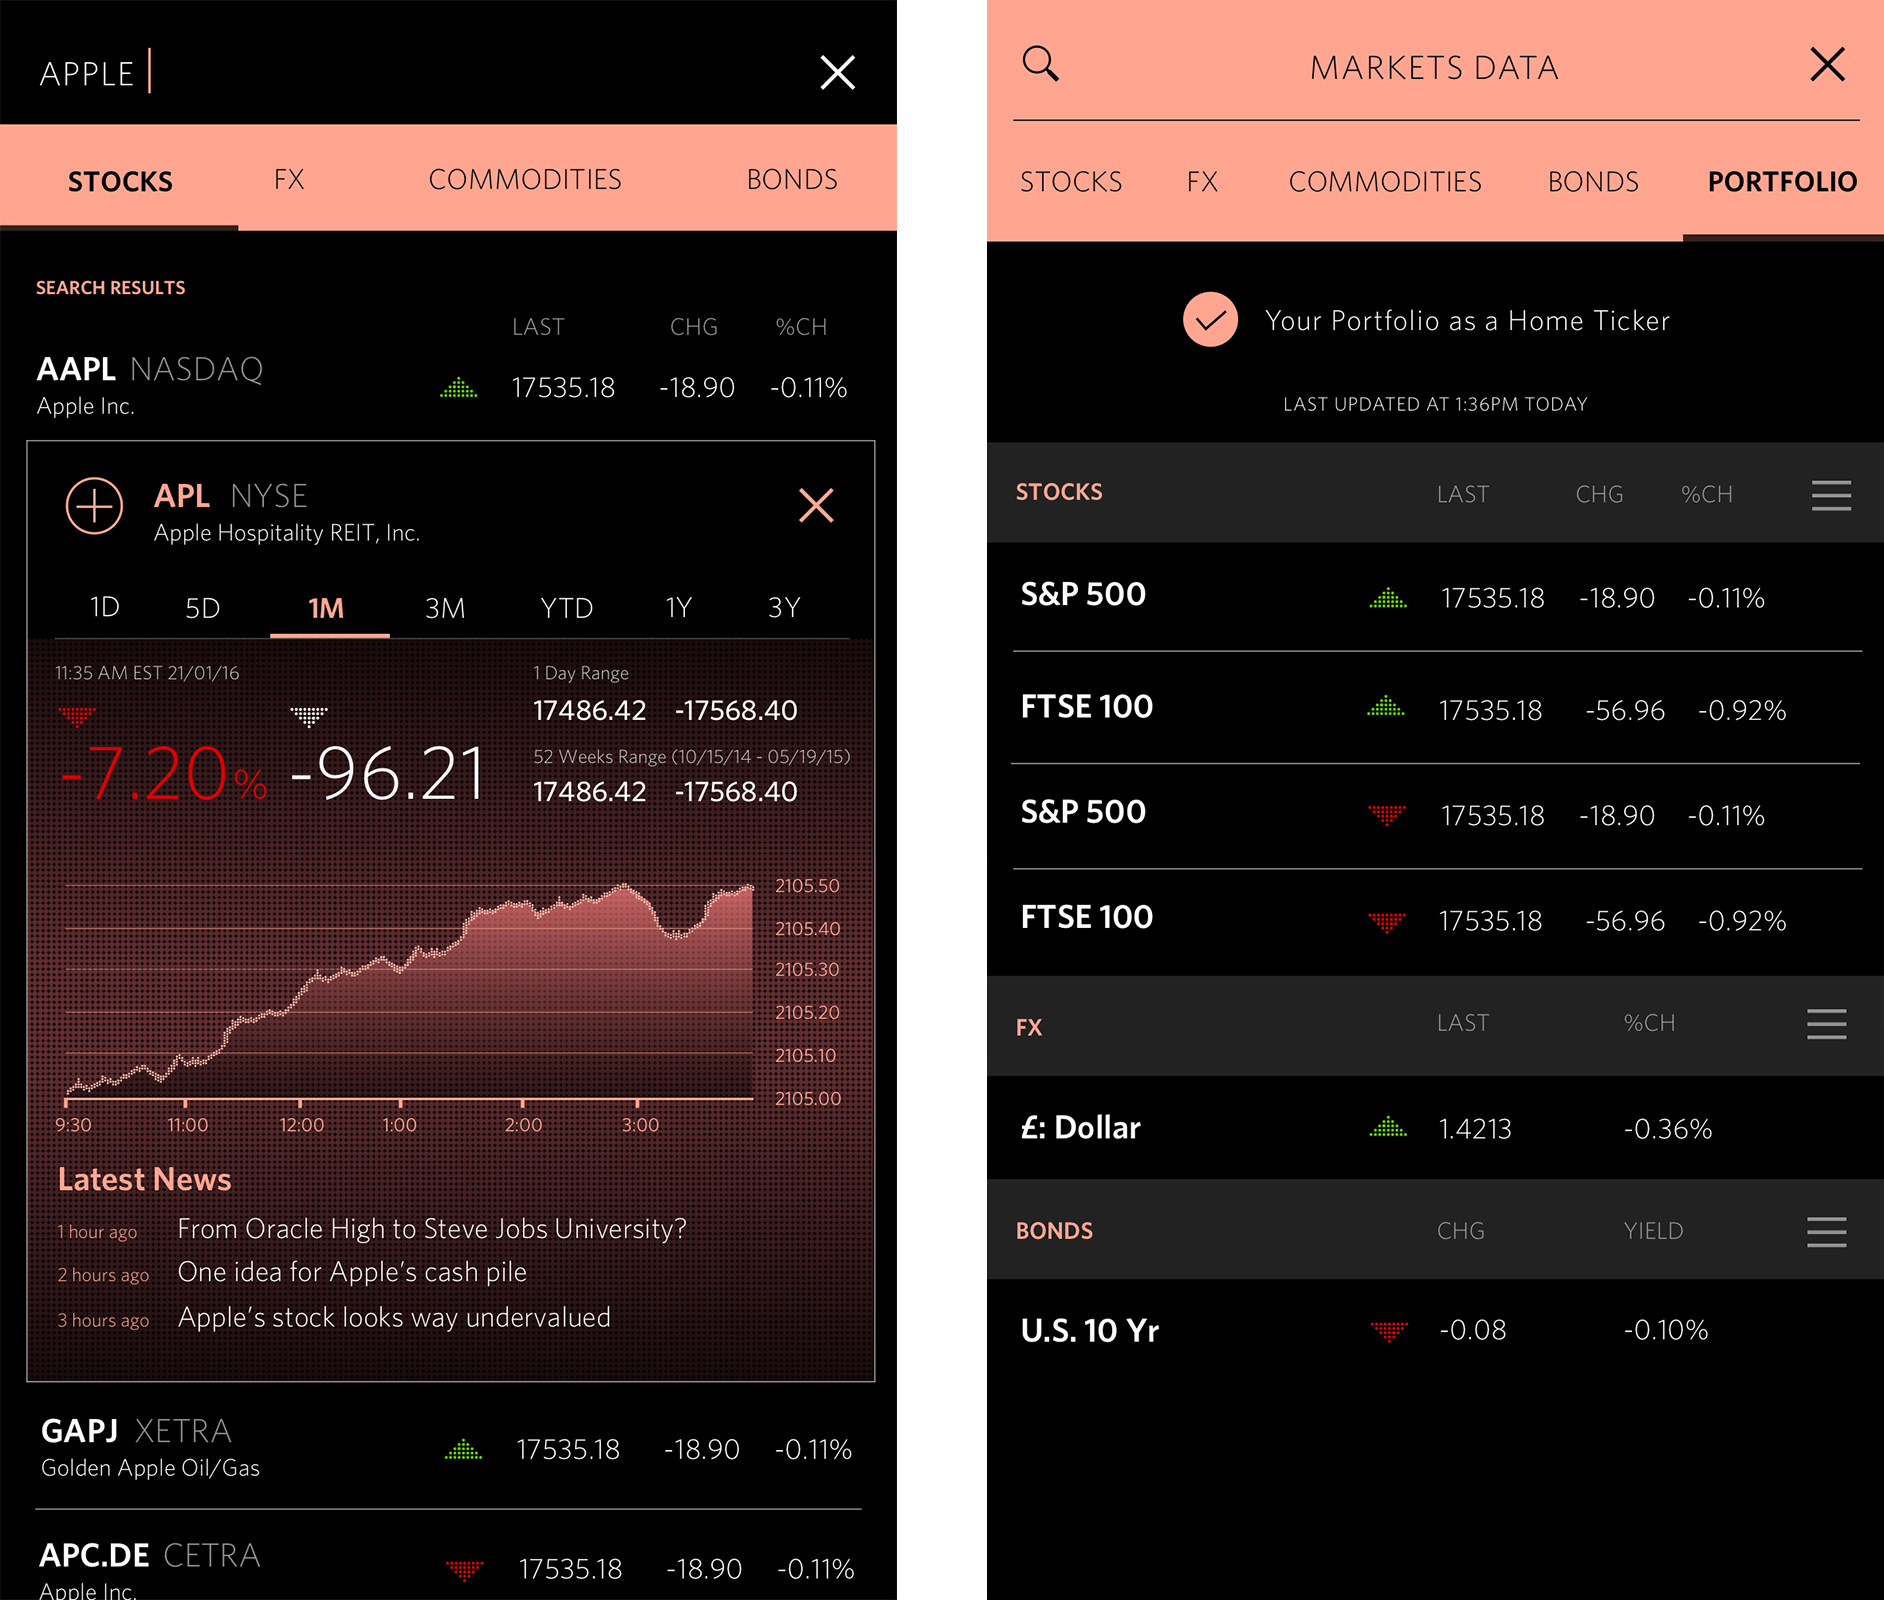 APPLE
STOCKS FX COMMODITIES BONDS
SEARCH RESULTS
LAST CHG %CH
AAPL NASDAQ 17535.18 -18.90 -0.11%
Apple Inc.
APL NYSE
Apple Hospitality REIT, Inc.
1D 5D 1M 3M YTD 1Y 3Y
11:35 AM EST 21/01/16
-7.20% -96.21
1 Day Range
17486.42 -17568.40
52 Weeks Range (10/15/14 - 05/19/15)
17486.42 -17568.40
2105.50
2105.40
2105.30
2105.20
2105.10
2105.00
9:30 11:00 12:00 1:00 2:00 3:00
Latest News
1 hour ago From Oracle High to Steve Jobs University?
2 hours ago One idea for Apple's cash pile
3 hours ago Apple's stock looks way undervalued
GAPJ XETRA 17535.18 -18.90 -0.11%
Golden Apple Oil/Gas
APC.DE CETRA 17535.18 -18.90 -0.11%
Apple Inc.
MARKETS DATA
STOCKS FX COMMODITIES BONDS PORTFOLIO
Your Portfolio as a Home Ticker
LAST UPDATED AT 1:36PM TODAY
STOCKS LAST CHG %CH
S&P 500 17535.18 -18.90 -0.11%
FTSE 100 17535.18 -56.96 -0.92%
S&P 500 17535.18 -18.90 -0.11%
FTSE 100 17535.18 -56.96 -0.92%
FX LAST %CH
£: Dollar 1.4213 -0.36%
BONDS CHG YIELD
U.S. 10 Yr -0.08 -0.10%